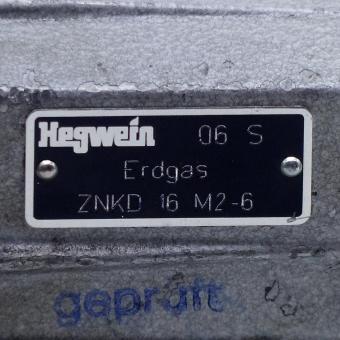 Hegwein 06 S
Erdgas
ZNKD 16 M2-6
geprüft